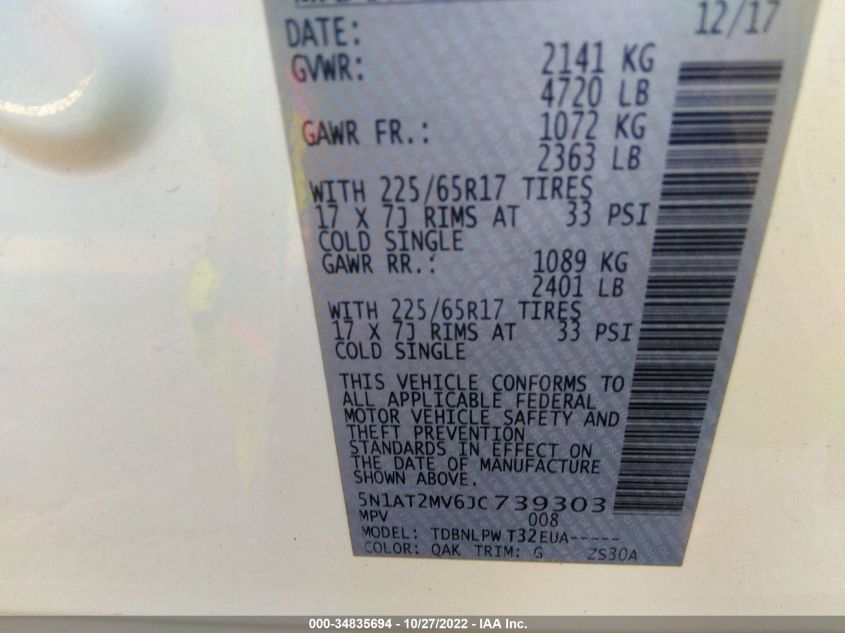 12/17
DATE:
GVWR: 2141 KG
4720 LB
GAWR FR.: 1072 KG
2363 LB
WITH 225/65R17 TIRES
17 X 7J RIMS AT 33 PSI
COLD SINGLE
GAWR RR.: 1089 KG
2401 LB
WITH 225/65R17 TIRES
17 X 7J RIMS AT 33 PSI
COLD SINGLE
THIS VEHICLE CONFORMS TO
ALL APPLICABLE FEDERAL
MOTOR VEHICLE SAFETY AND
THEFT PREVENTION
STANDARDS IN EFFECT ON
THE DATE OF MANUFACTURE
SHOWN ABOVE.
5N1AT2MV6JC739303
MPV 008
MODEL: TDBNLPW T32EUA-----
COLOR: QAK TRIM: G ZS30A
000-34835694 - 10/27/2022 - IAA Inc.